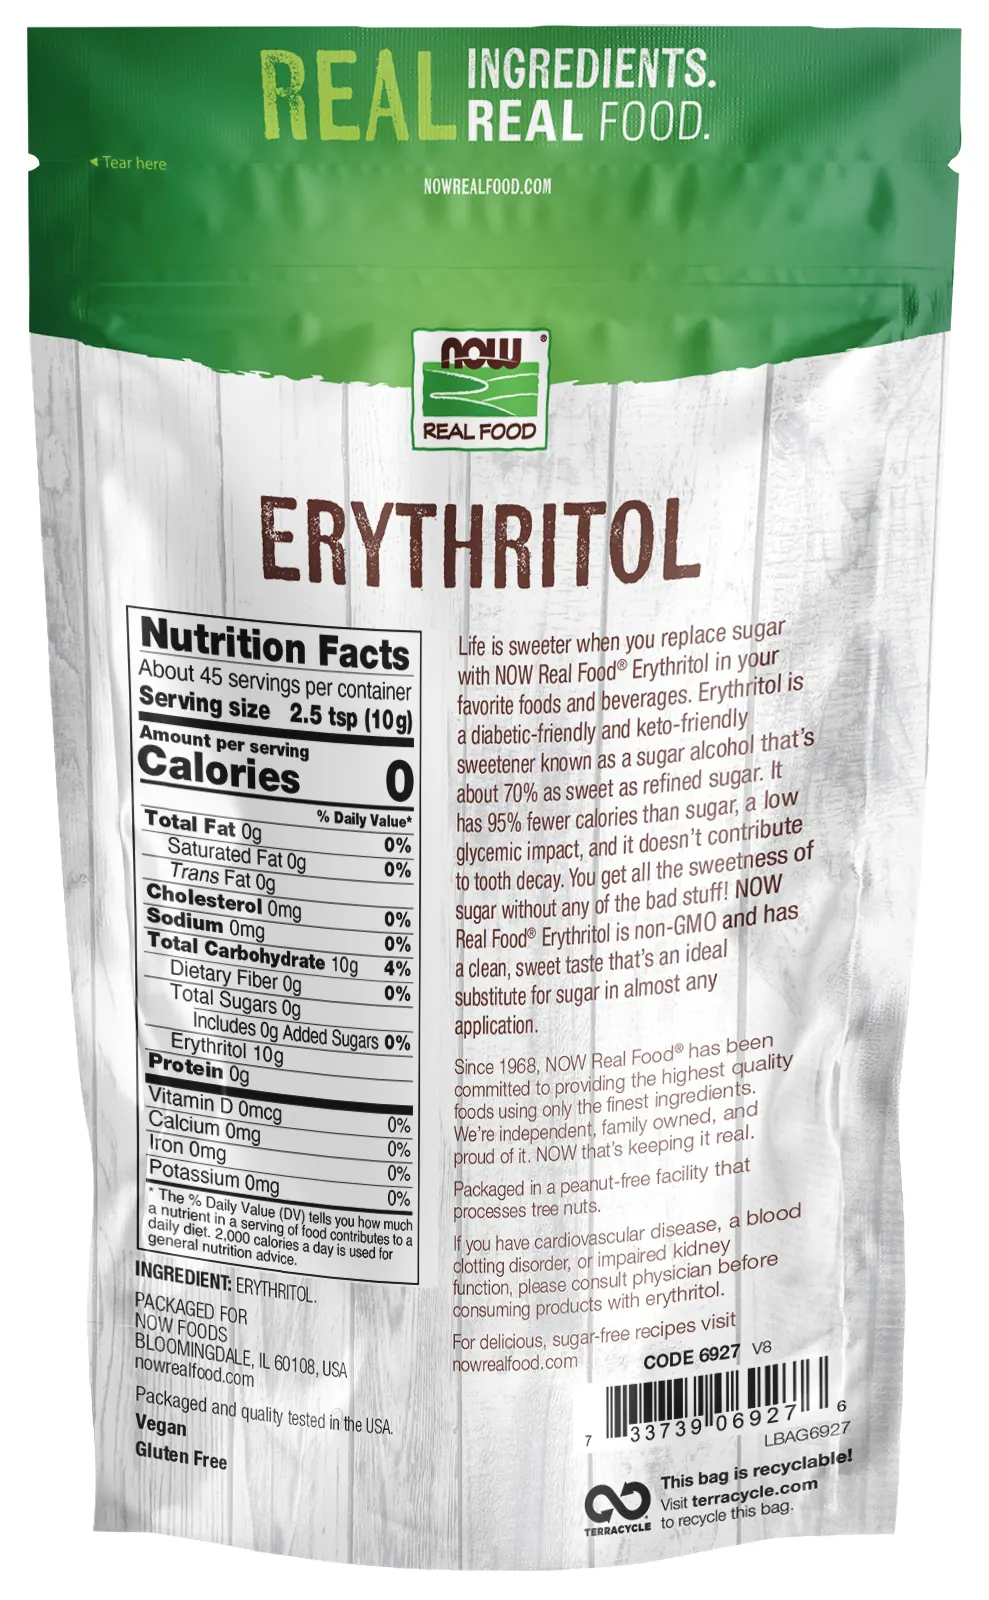 REAL INGREDIENTS.
REAL FOOD.
◄ Tear here
NOWREALFOOD.COM
NOW®
REAL FOOD
ERYTHRITOL
Nutrition Facts
About 45 servings per container
Serving size 2.5 tsp (10g)
Amount per serving
Calories 0
% Daily Value*
Total Fat 0g 0%
Saturated Fat 0g 0%
Trans Fat 0g
Cholesterol 0mg 0%
Sodium 0mg 0%
Total Carbohydrate 10g 4%
Dietary Fiber 0g 0%
Total Sugars 0g
Includes 0g Added Sugars 0%
Erythritol 10g
Protein 0g
Vitamin D 0mcg 0%
Calcium 0mg 0%
Iron 0mg 0%
Potassium 0mg 0%
* The % Daily Value (DV) tells you how much
a nutrient in a serving of food contributes to a
daily diet. 2,000 calories a day is used for
general nutrition advice.
INGREDIENT: ERYTHRITOL.
PACKAGED FOR
NOW FOODS
BLOOMINGDALE, IL 60108, USA
nowrealfood.com
Packaged and quality tested in the USA.
Vegan
Gluten Free
Life is sweeter when you replace sugar
with NOW Real Food® Erythritol in your
favorite foods and beverages. Erythritol is
a diabetic-friendly and keto-friendly
sweetener known as a sugar alcohol that's
about 70% as sweet as refined sugar. It
has 95% fewer calories than sugar, a low
glycemic impact, and it doesn't contribute
to tooth decay. You get all the sweetness of
sugar without any of the bad stuff! NOW
Real Food® Erythritol is non-GMO and has
a clean, sweet taste that's an ideal
substitute for sugar in almost any
application.
Since 1968, NOW Real Food® has been
committed to providing the highest quality
foods using only the finest ingredients.
We're independent, family owned, and
proud of it. NOW that's keeping it real.
Packaged in a peanut-free facility that
processes tree nuts.
If you have cardiovascular disease, a blood
clotting disorder, or impaired kidney
function, please consult physician before
consuming products with erythritol.
For delicious, sugar-free recipes visit
nowrealfood.com
CODE 6927 V8
7 33739 06927 6
LBAG6927
TERRACYCLE®
This bag is recyclable!
Visit terracycle.com
to recycle this bag.